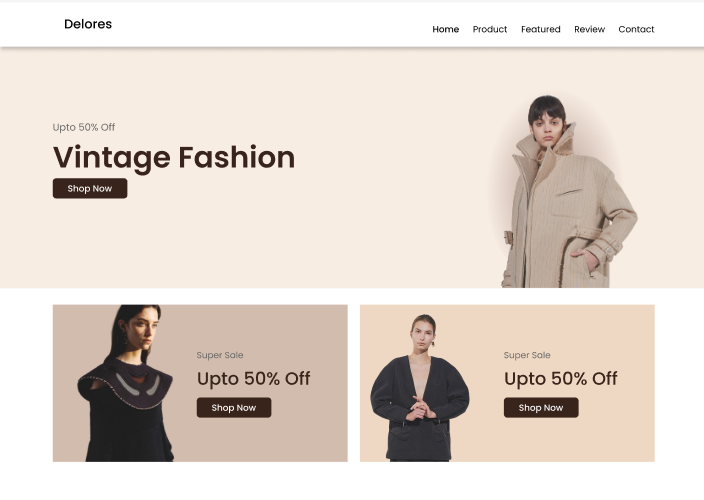 Delores
Home Product Featured Review Contact
Upto 50% Off
Vintage Fashion
Shop Now
Super Sale
Upto 50% Off
Shop Now
Super Sale
Upto 50% Off
Shop Now